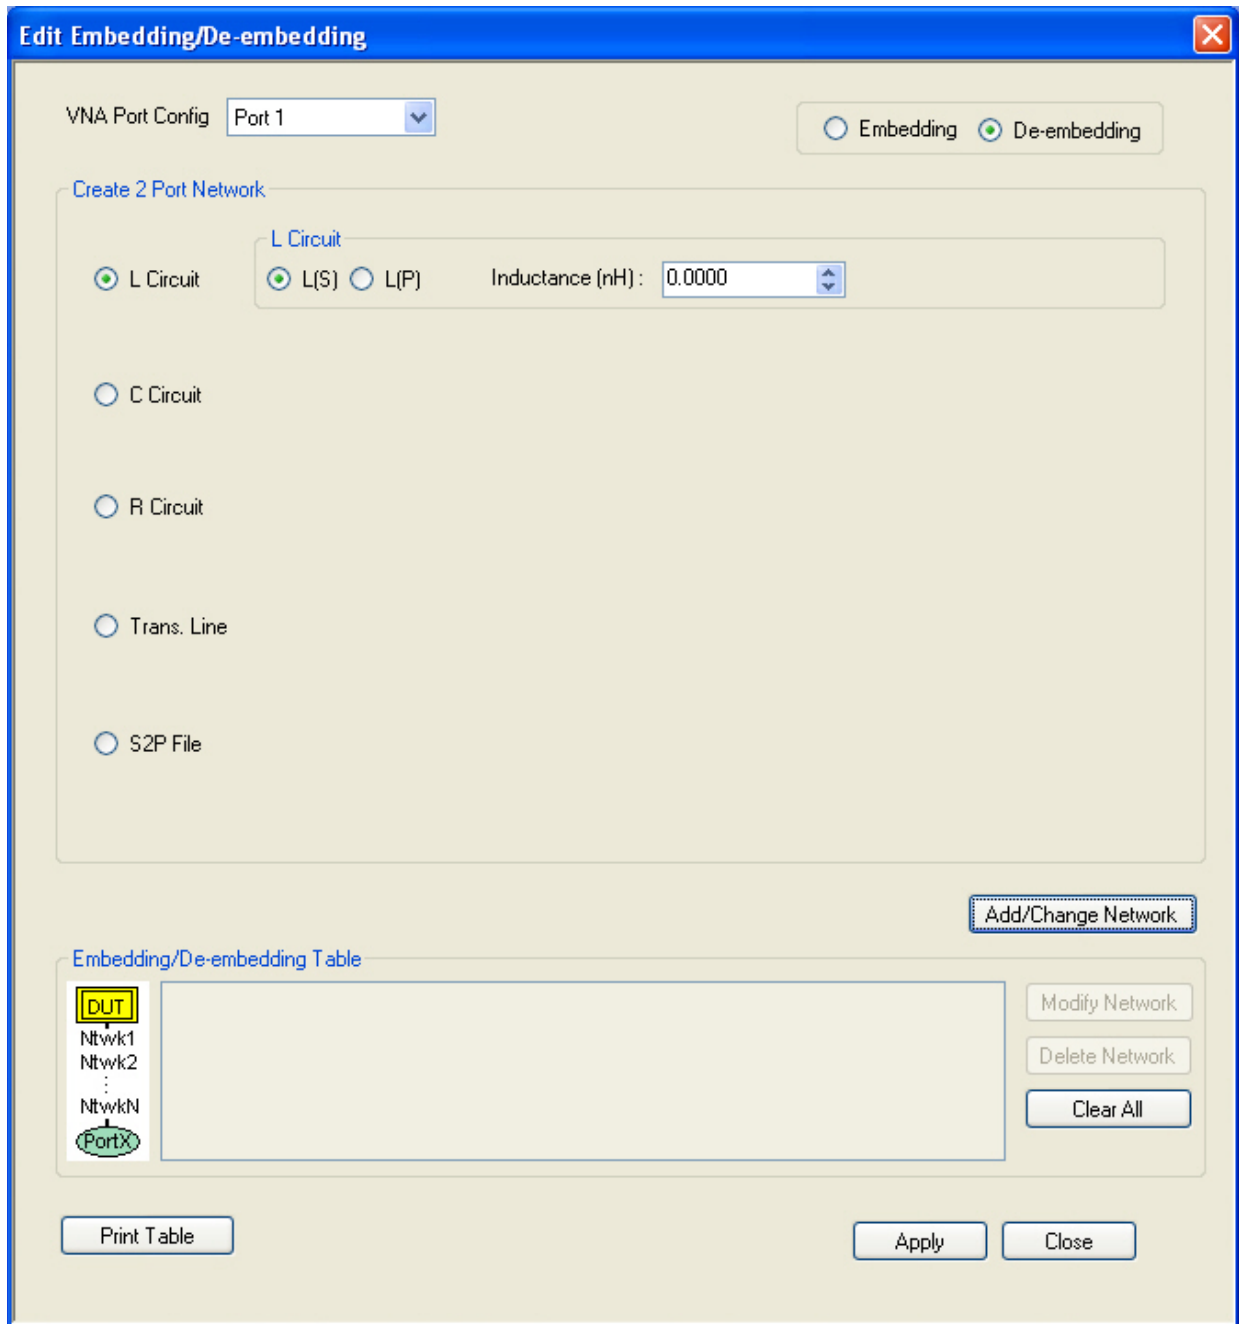 Edit Embedding/De-embedding
VNA Port Config Port 1
Embedding De-embedding
Create 2 Port Network
L Circuit
L Circuit L(S) L(P) Inductance (nH) : 0.0000
C Circuit
R Circuit
Trans. Line
S2P File
Add/Change Network
Embedding/De-embedding Table
DUT
Ntwk1
Ntwk2
NtwkN
PortX
Modify Network
Delete Network
Clear All
Print Table Apply Close